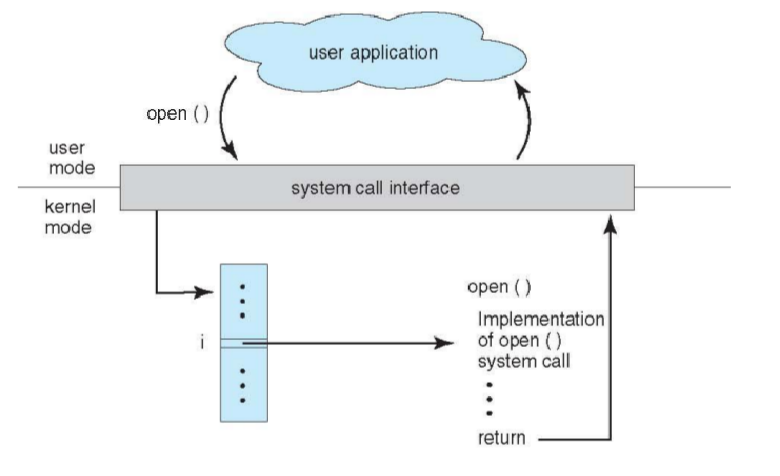 user application
open ( )
user
mode
system call interface
kernel
mode
open ( )
Implementation
i
of open ( )
system call
return